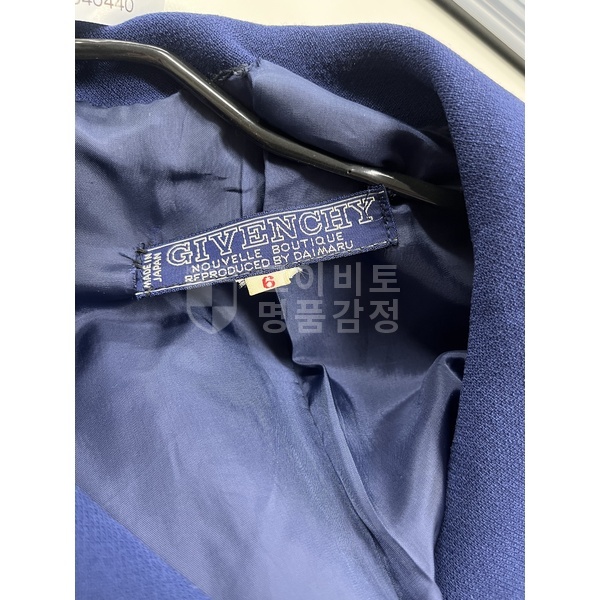 MADE IN
JAPAN
GIVENCHY
NOUVELLE BOUTIQUE
REPRODUCED BY DAIMARU
6
이비토
명품감정